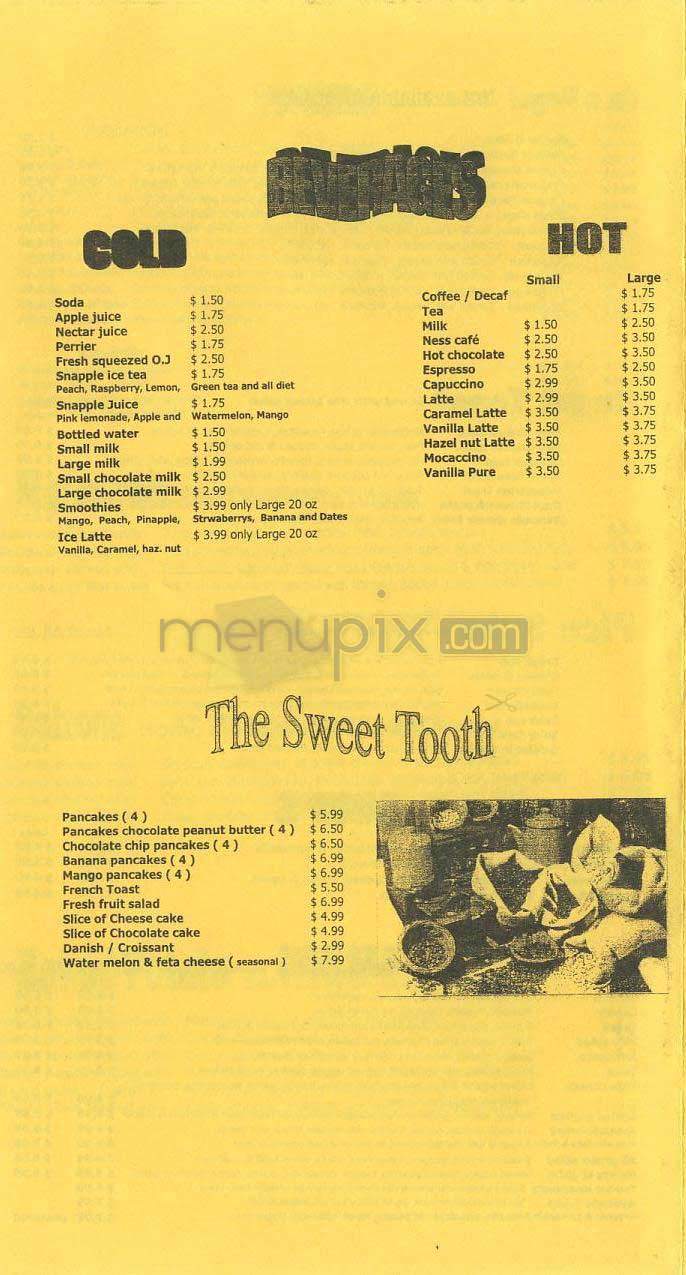 BEVERAGES
COLD
Soda $ 1.50
Apple juice $ 1.75
Nectar juice $ 2.50
Perrier $ 1.75
Fresh squeezed O.J $ 2.50
Snapple ice tea $ 1.75
Peach, Raspberry, Lemon, Green tea and all diet
Snapple Juice $ 1.75
Pink lemonade, Apple and Watermelon, Mango
Bottled water $ 1.50
Small milk $ 1.50
Large milk $ 1.99
Small chocolate milk $ 2.50
Large chocolate milk $ 2.99
Smoothies $ 3.99 only Large 20 oz
Mango, Peach, Pinapple, Strwaberrys, Banana and Dates
Ice Latte $ 3.99 only Large 20 oz
Vanilla, Caramel, haz. nut
HOT
Small Large
Coffee / Decaf $ 1.75
Tea $ 1.75
Milk $ 1.50 $ 2.50
Ness café $ 2.50 $ 3.50
Hot chocolate $ 2.50 $ 3.50
Espresso $ 1.75 $ 2.50
Capuccino $ 2.99 $ 3.50
Latte $ 2.99 $ 3.50
Caramel Latte $ 3.50 $ 3.75
Vanilla Latte $ 3.50 $ 3.75
Hazel nut Latte $ 3.50 $ 3.75
Mocaccino $ 3.50 $ 3.75
Vanilla Pure $ 3.50 $ 3.75
menupix.com
The Sweet Tooth
Pancakes ( 4 ) $ 5.99
Pancakes chocolate peanut butter ( 4 ) $ 6.50
Chocolate chip pancakes ( 4 ) $ 6.50
Banana pancakes ( 4 ) $ 6.99
Mango pancakes ( 4 ) $ 6.99
French Toast $ 5.50
Fresh fruit salad $ 6.99
Slice of Cheese cake $ 4.99
Slice of Chocolate cake $ 4.99
Danish / Croissant $ 2.99
Water melon & feta cheese ( seasonal ) $ 7.99